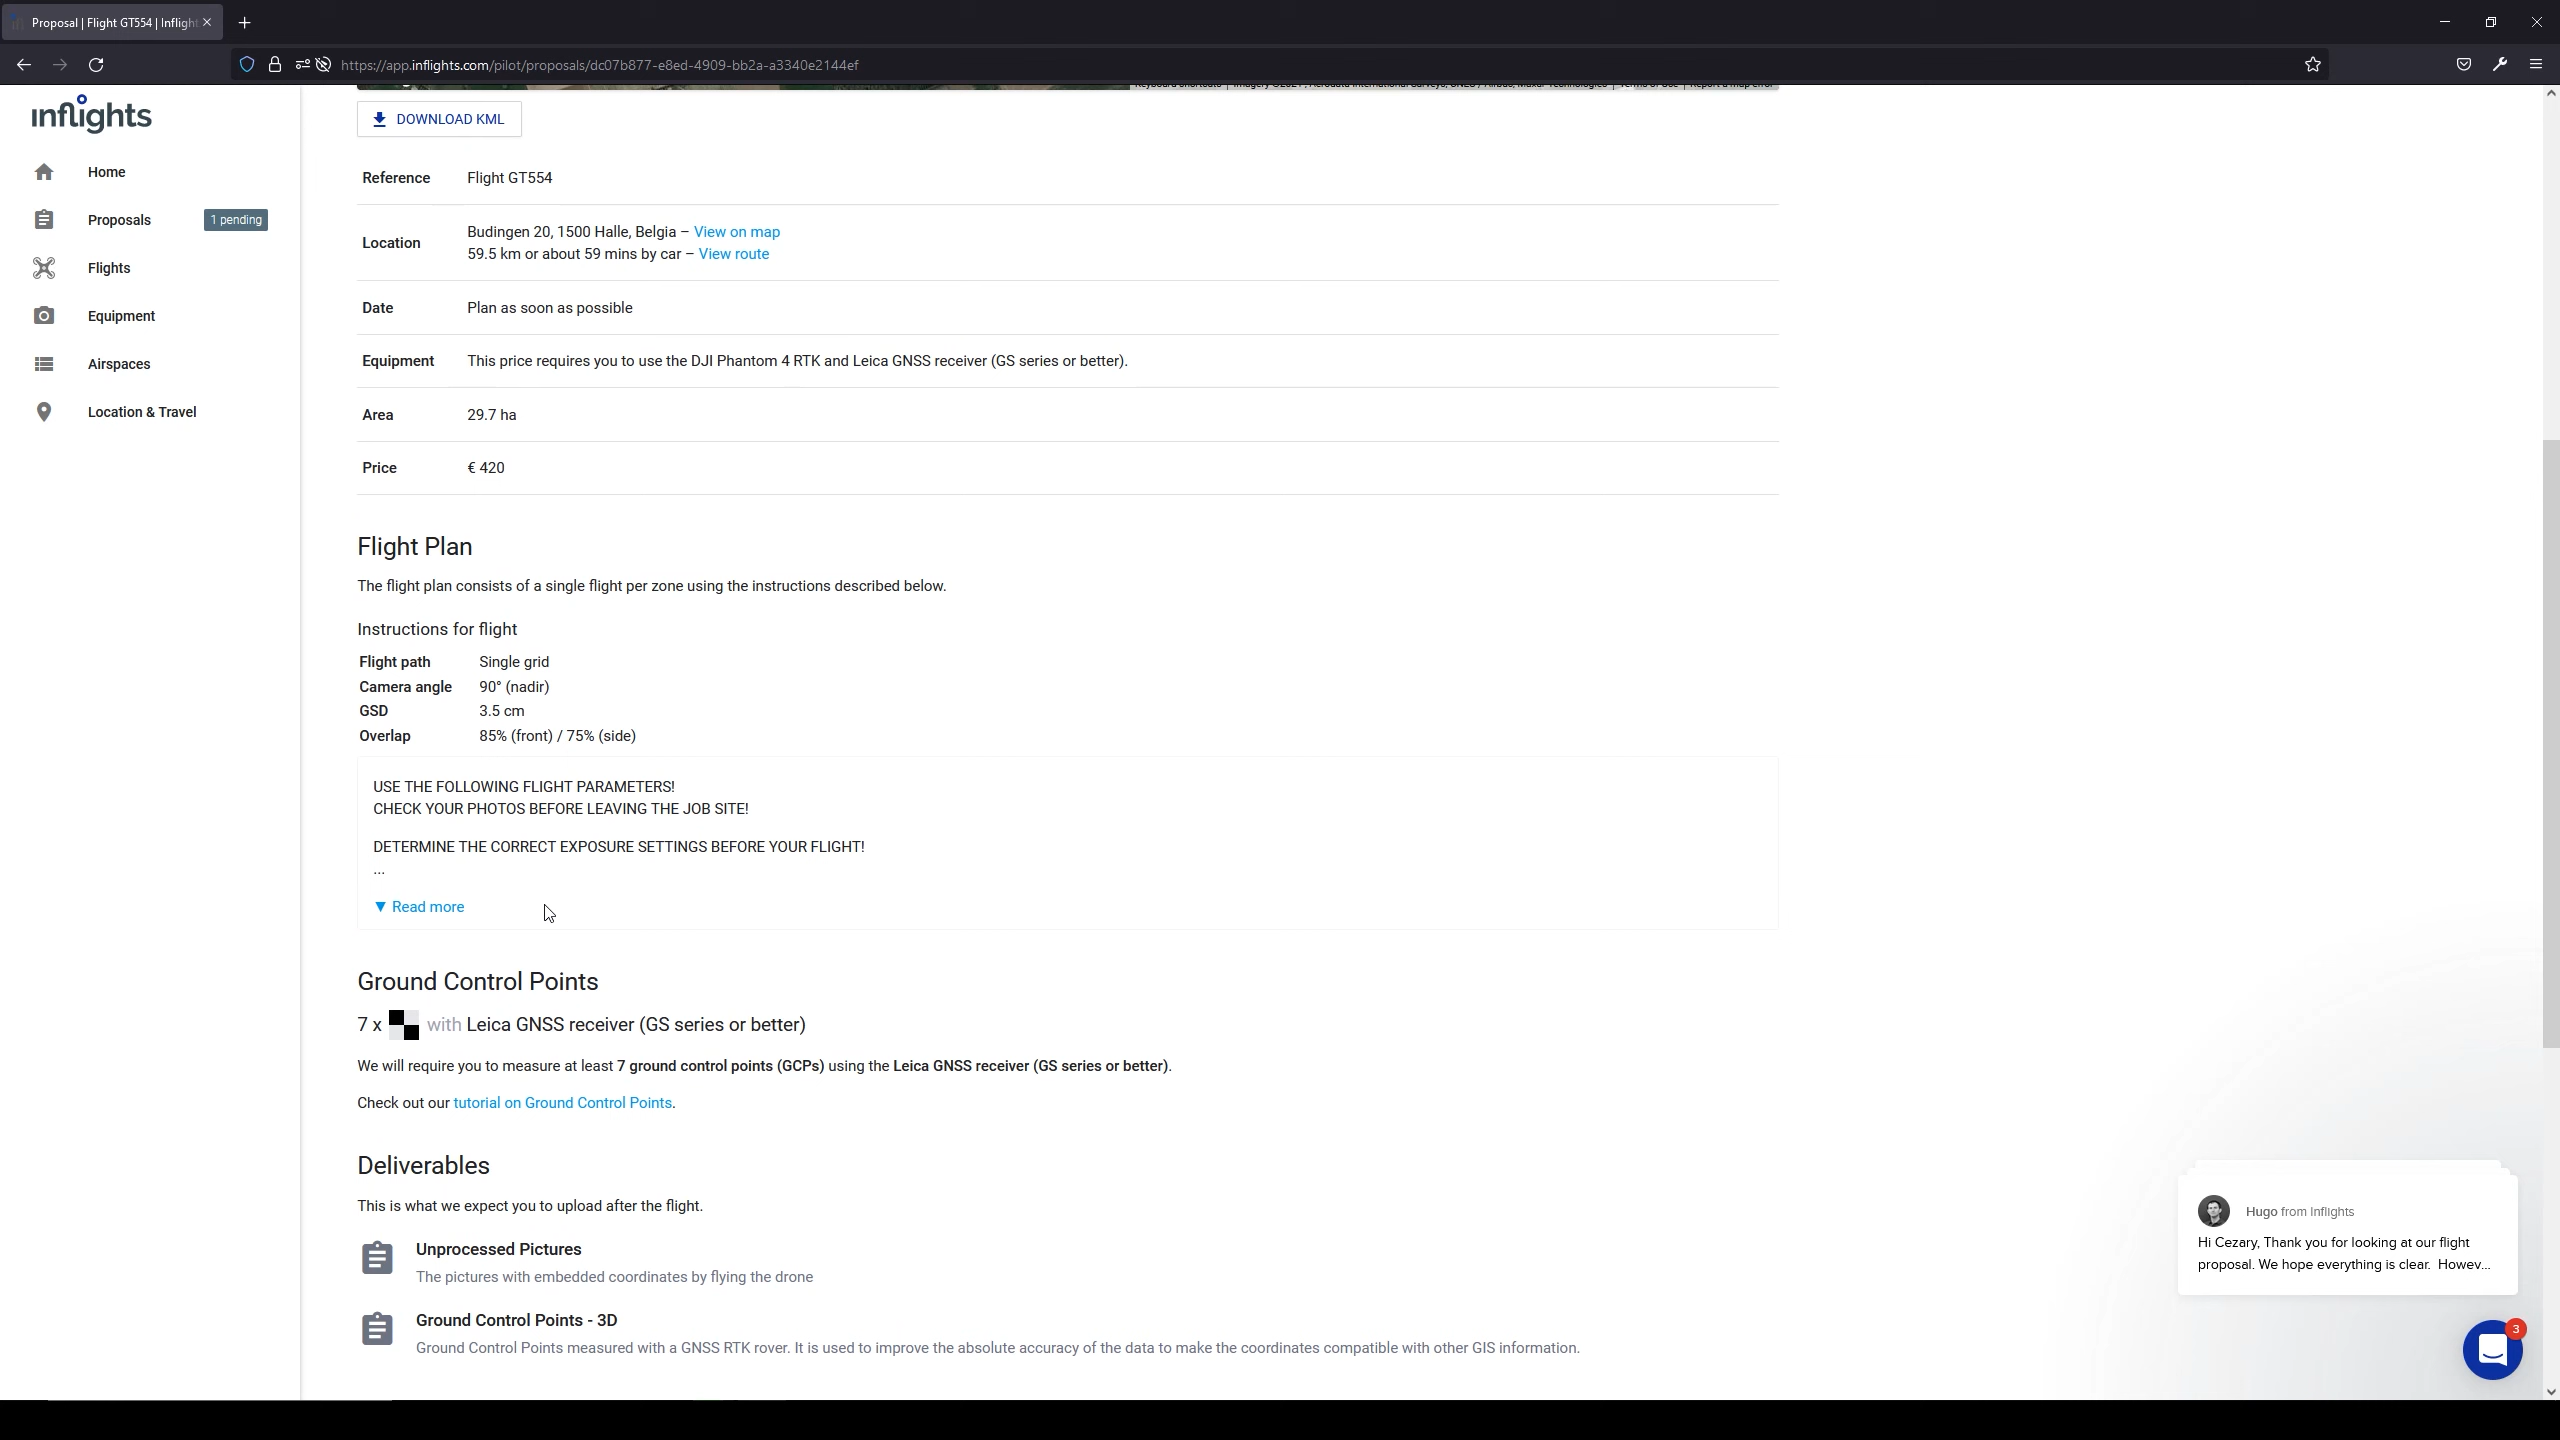 Proposal | Flight GT554 | Inflight
https://app.inflights.com/pilot/proposals/dc07b877-e8ed-4909-bb2a-a3340e2144ef
inflights
Home
Proposals
1 pending
Flights
Equipment
Airspaces
Location & Travel
DOWNLOAD KML
Reference Flight GT554
Location
Budingen 20, 1500 Halle, Belgia – View on map
59.5 km or about 59 mins by car – View route
Date Plan as soon as possible
Equipment This price requires you to use the DJI Phantom 4 RTK and Leica GNSS receiver (GS series or better).
Area 29.7 ha
Price € 420
Flight Plan
The flight plan consists of a single flight per zone using the instructions described below.
Instructions for flight
Flight path Single grid
Camera angle 90° (nadir)
GSD 3.5 cm
Overlap 85% (front) / 75% (side)
USE THE FOLLOWING FLIGHT PARAMETERS!
CHECK YOUR PHOTOS BEFORE LEAVING THE JOB SITE!
DETERMINE THE CORRECT EXPOSURE SETTINGS BEFORE YOUR FLIGHT!
...
▼ Read more
Ground Control Points
7 x with Leica GNSS receiver (GS series or better)
We will require you to measure at least 7 ground control points (GCPs) using the Leica GNSS receiver (GS series or better).
Check out our tutorial on Ground Control Points.
Deliverables
This is what we expect you to upload after the flight.
Unprocessed Pictures
The pictures with embedded coordinates by flying the drone
Ground Control Points - 3D
Ground Control Points measured with a GNSS RTK rover. It is used to improve the absolute accuracy of the data to make the coordinates compatible with other GIS information.
Hugo from Inflights
Hi Cezary, Thank you for looking at our flight
proposal. We hope everything is clear. Howev...
3